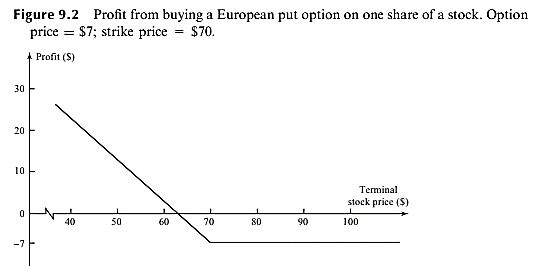 Figure 9.2 Profit from buying a European put option on one share of a stock. Option
price = $7; strike price = $70.
Profit ($)
30
20
10
Terminal
stock price ($)
0
40 50 60 70 80 90 100
-7